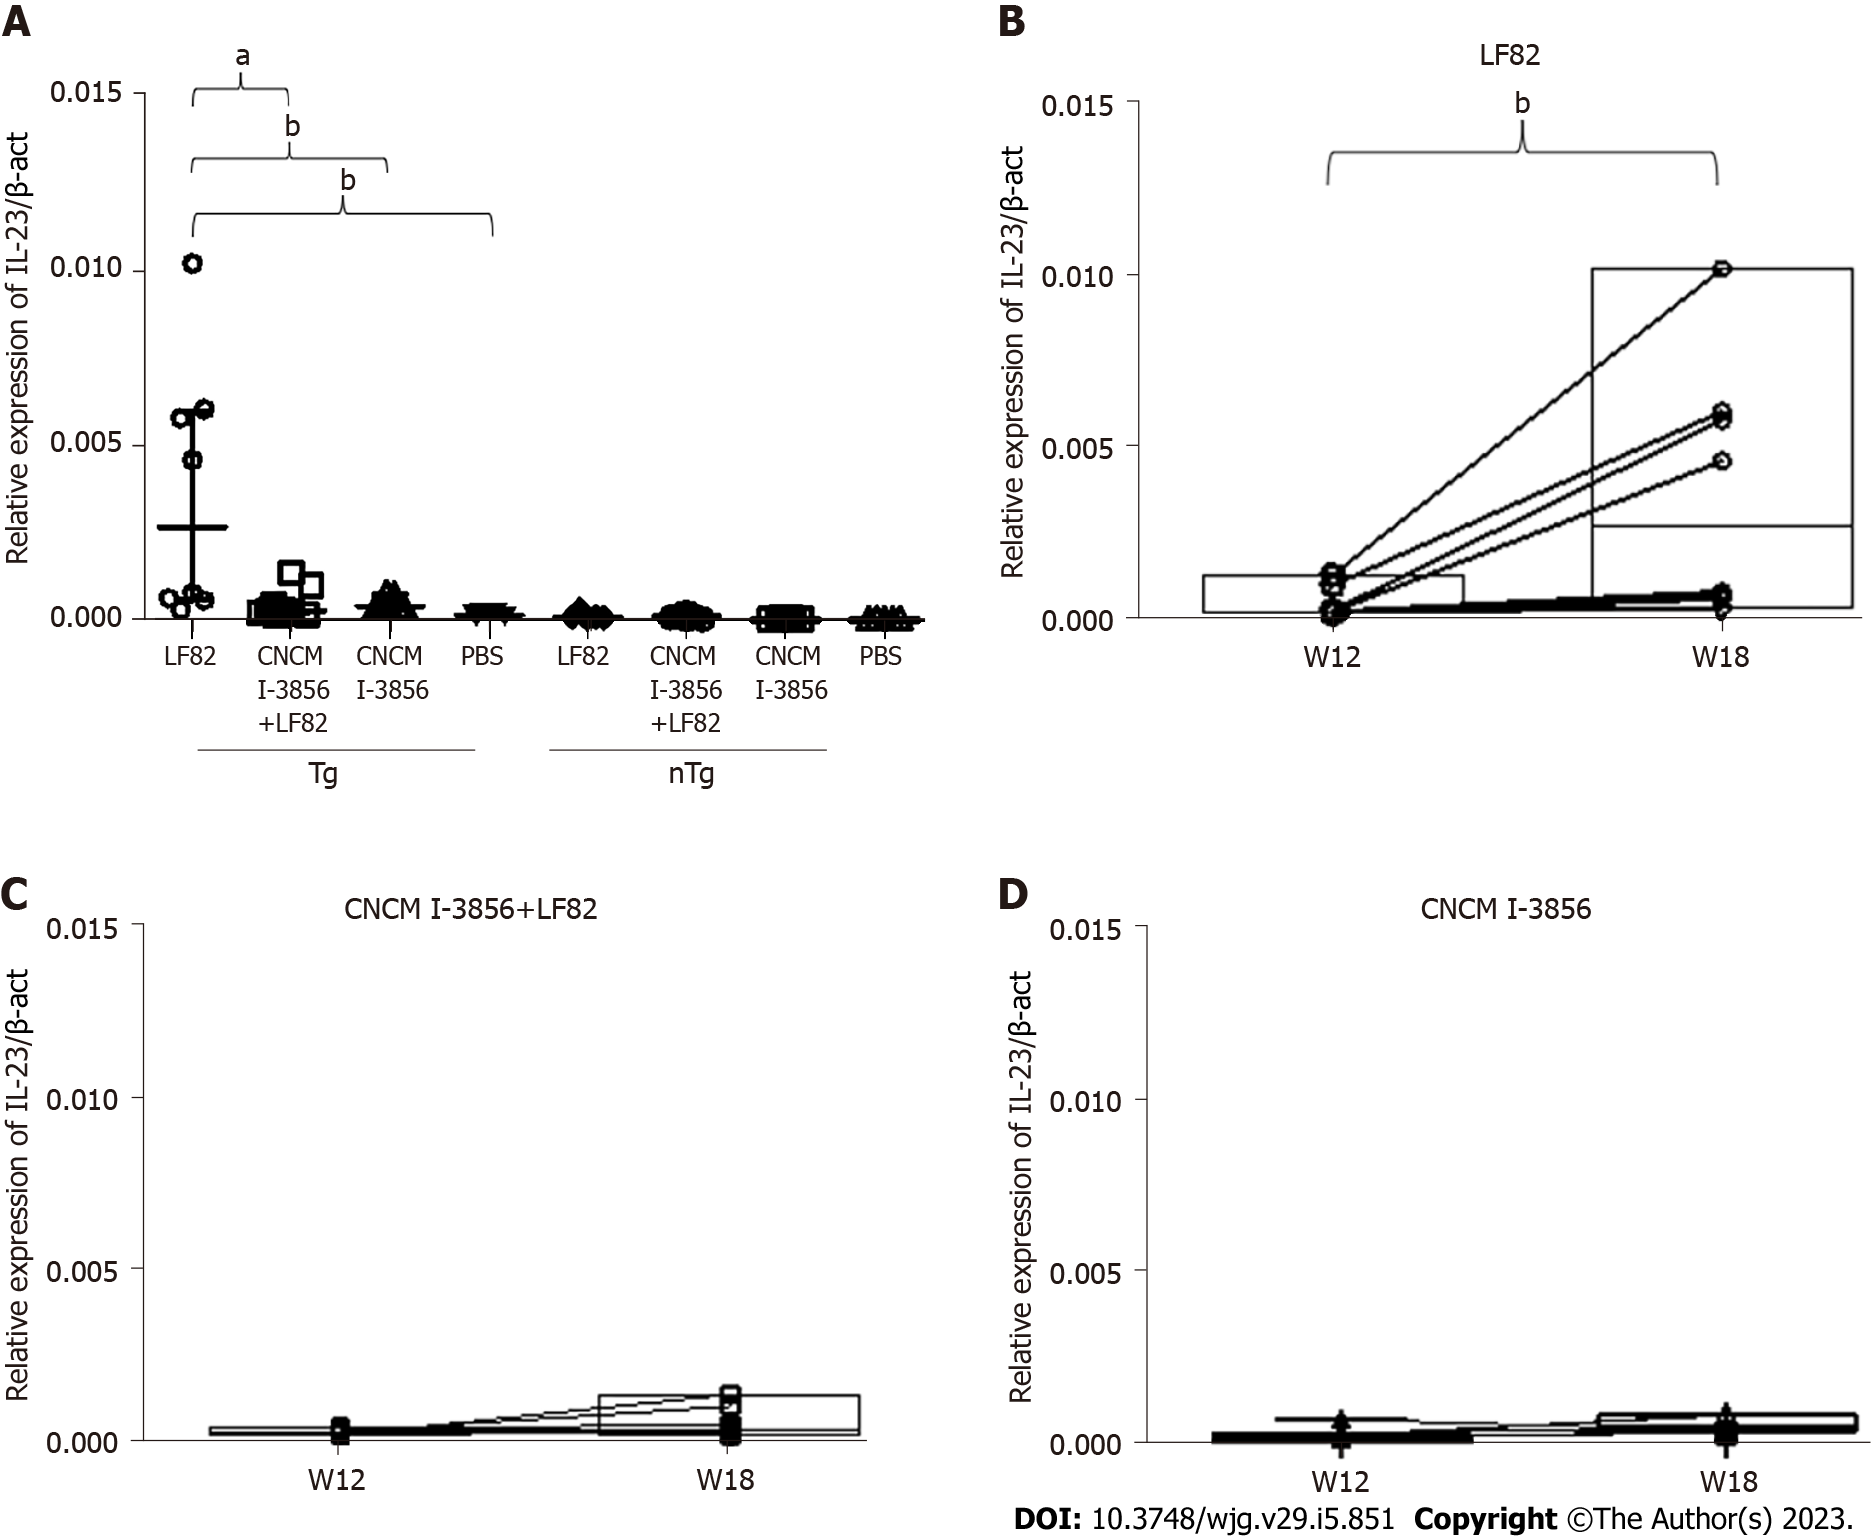 A
a
b
b
0.015
0.010
0.005
0.000
Relative expression of IL-23/β-act
LF82
CNCM
I-3856
+LF82
CNCM
I-3856
PBS
LF82
CNCM
I-3856
+LF82
CNCM
I-3856
PBS
Tg
nTg
B
LF82
b
0.015
0.010
0.005
0.000
Relative expression of IL-23/β-act
W12
W18
C
CNCM I-3856+LF82
0.015
0.010
0.005
0.000
Relative expression of IL-23/β-act
W12
W18
D
CNCM I-3856
0.015
0.010
0.005
0.000
Relative expression of IL-23/β-act
W12
W18
DOI: 10.3748/wjg.v29.i5.851 Copyright ©The Author(s) 2023.